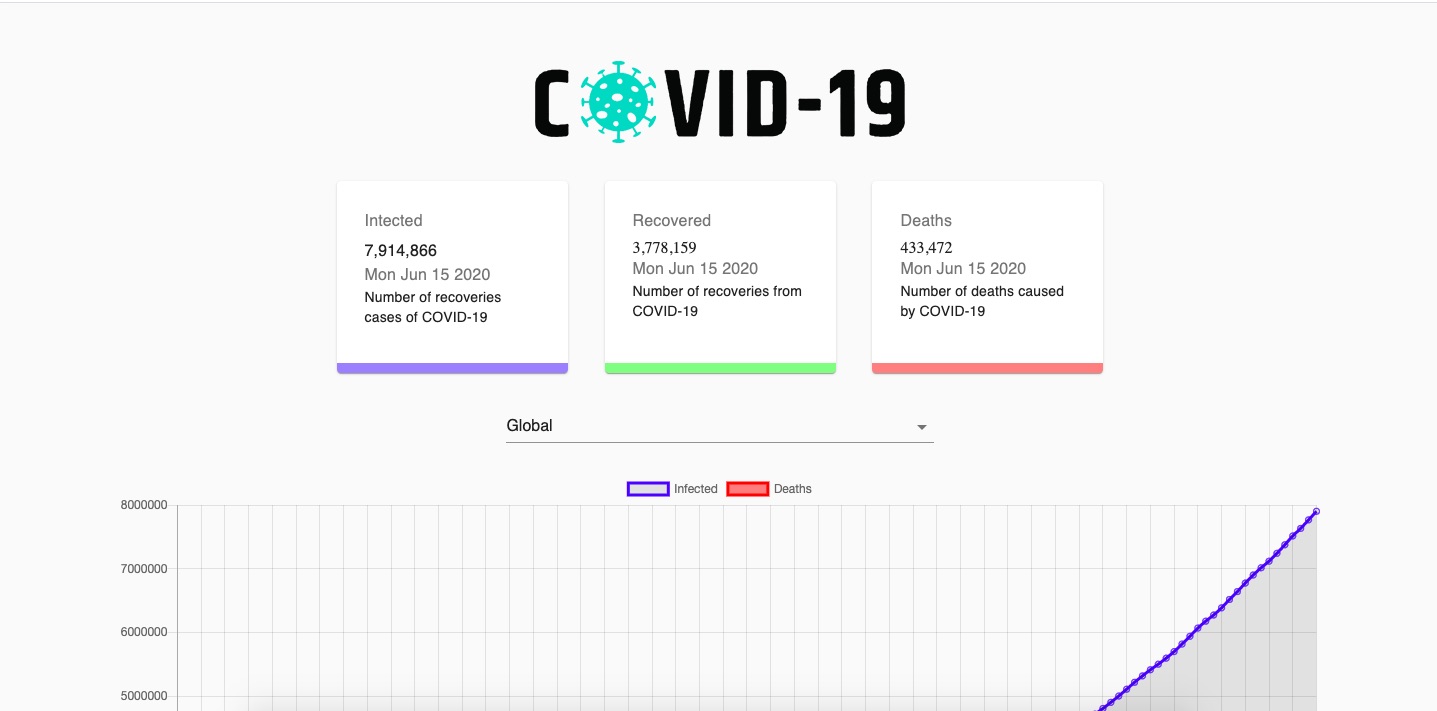 COVID-19
Intected
7,914,866
Mon Jun 15 2020
Number of recoveries
cases of COVID-19
Recovered
3,778,159
Mon Jun 15 2020
Number of recoveries from
COVID-19
Deaths
433,472
Mon Jun 15 2020
Number of deaths caused
by COVID-19
Global
Infected Deaths
8000000
7000000
6000000
5000000